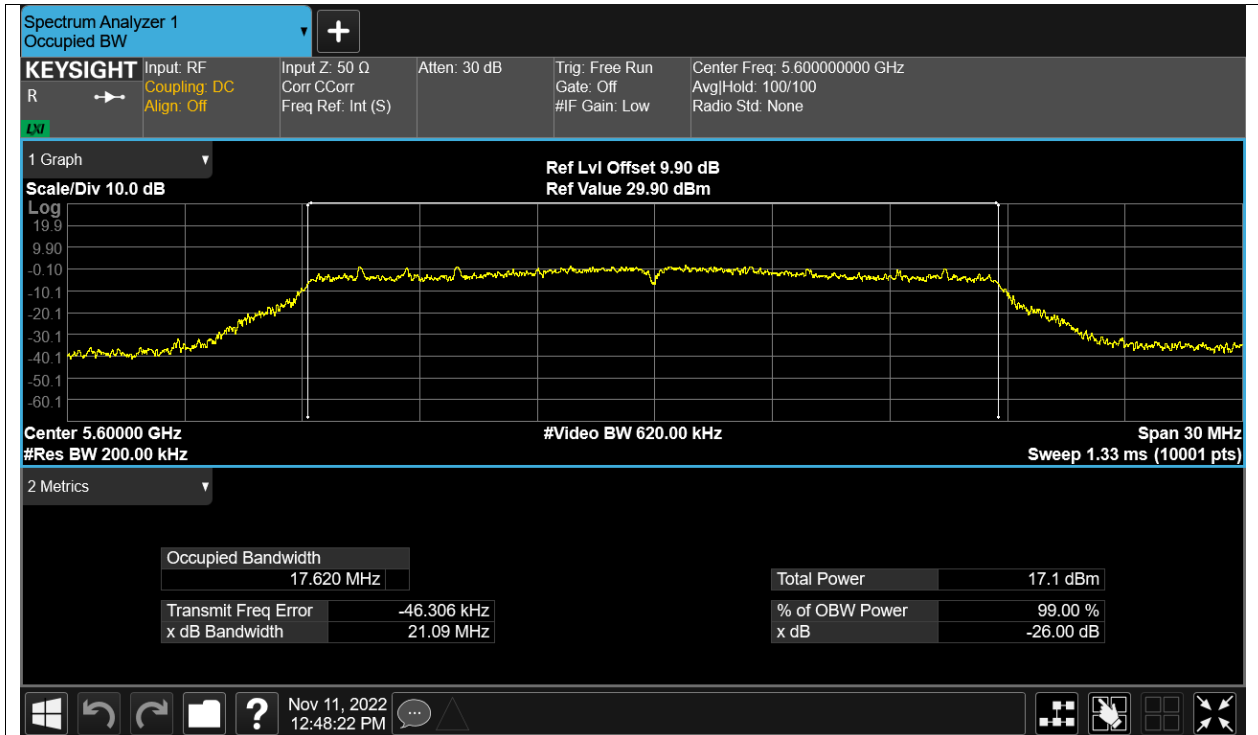 Spectrum Analyzer 1
Occupied BW
KEYSIGHT
R
LXI
Input: RF
Coupling: DC
Align: Off
Input Z: 50 Ω
Corr CCorr
Freq Ref: Int (S)
Atten: 30 dB
Trig: Free Run
Gate: Off
#IF Gain: Low
Center Freq: 5.600000000 GHz
Avg|Hold: 100/100
Radio Std: None
1 Graph
Scale/Div 10.0 dB
Ref Lvl Offset 9.90 dB
Ref Value 29.90 dBm
Log
19.9
9.90
-0.10
-10.1
-20.1
-30.1
-40.1
-50.1
-60.1
Center 5.60000 GHz
#Res BW 200.00 kHz
#Video BW 620.00 kHz
Span 30 MHz
Sweep 1.33 ms (10001 pts)
2 Metrics
Occupied Bandwidth
17.620 MHz
Transmit Freq Error -46.306 kHz
x dB Bandwidth 21.09 MHz
Total Power 17.1 dBm
% of OBW Power 99.00 %
x dB -26.00 dB
?
Nov 11, 2022
12:48:22 PM